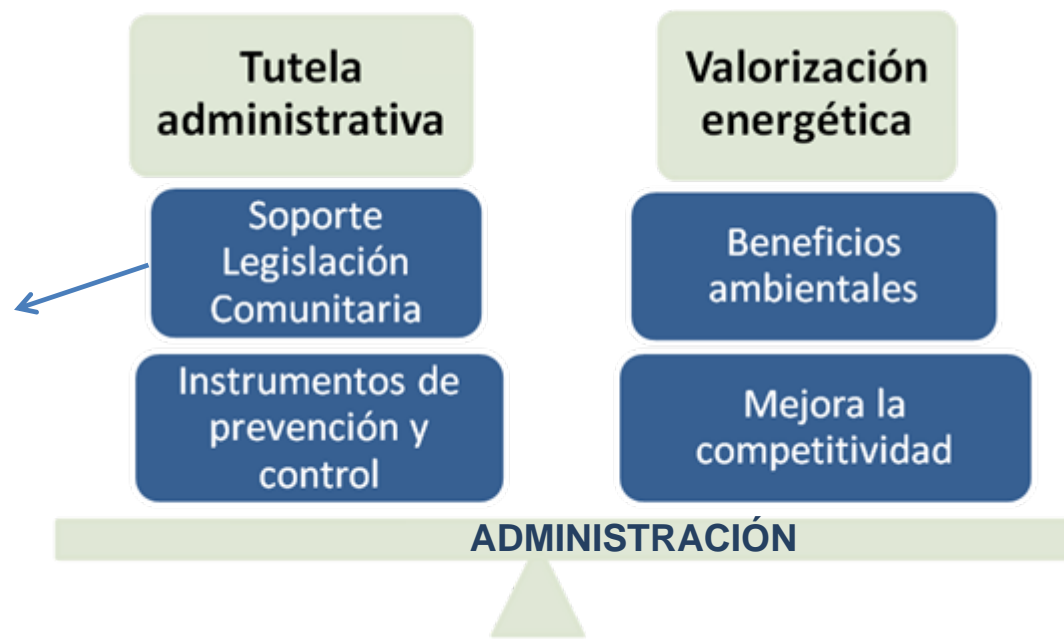 Tutela
administrativa
Soporte
Legislación
Comunitaria
Instrumentos de
prevención y
control
Valorización
energética
Beneficios
ambientales
Mejora la
competitividad
ADMINISTRACIÓN